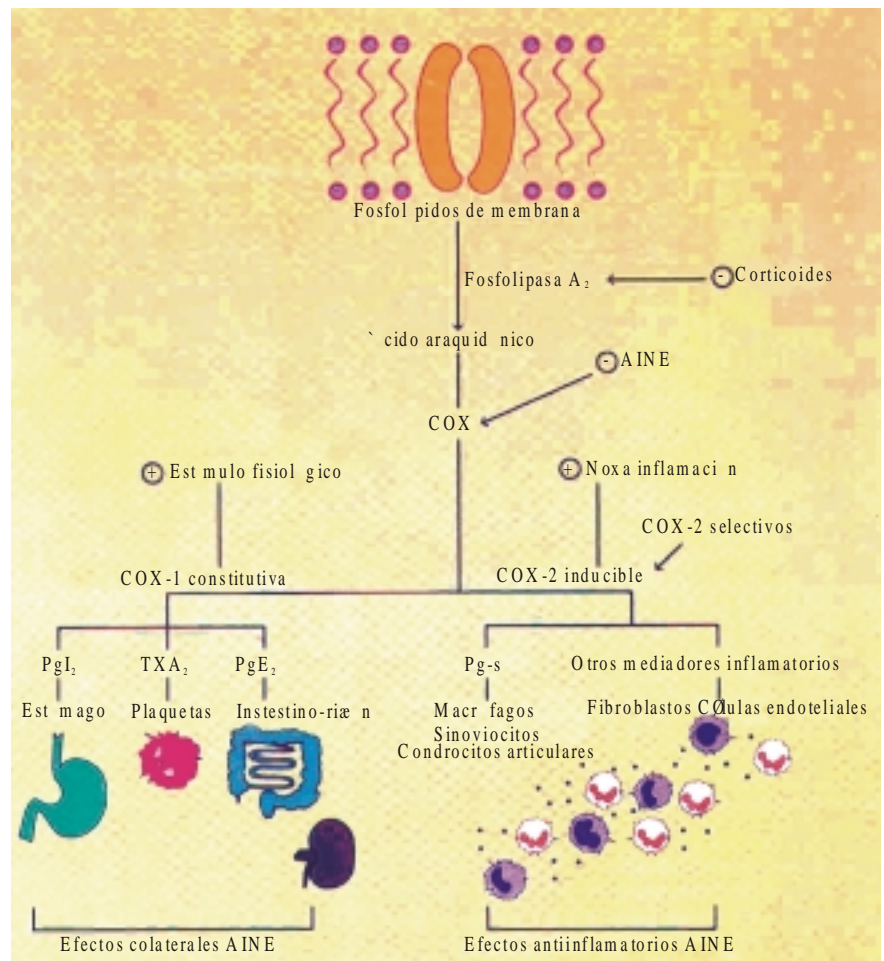 Fosfol pidos de membrana
Fosfolipasa A₂
- Corticoides
` cido araquid nico
- AINE
COX
+ Est mulo fisiol gico
+ Noxa inflamaci n
COX-2 selectivos
COX-1 constitutiva
COX-2 inducible
PgI₂ TXA₂ PgE₂
Pg-s Otros mediadores inflamatorios
Est mago Plaquetas Instestino-riæ n
Macr fagos
Sinoviocitos
Condrocitos articulares
Fibroblastos CØlulas endoteliales
Efectos colaterales AINE
Efectos antiinflamatorios AINE